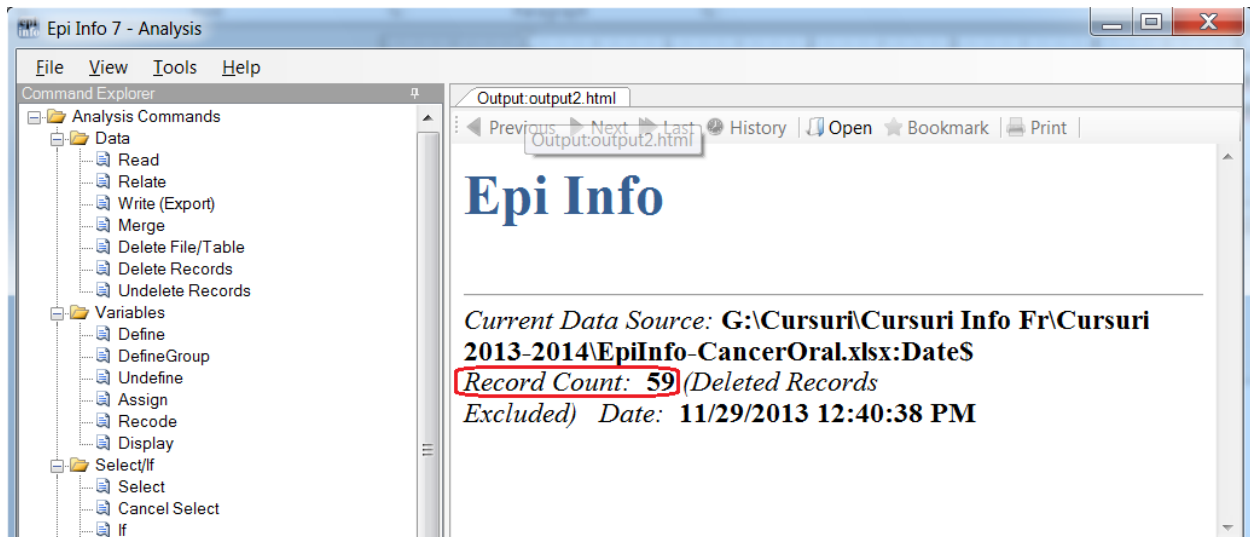 Epi Info 7 - Analysis
File View Tools Help
Command Explorer
Analysis Commands
Data
Read
Relate
Write (Export)
Merge
Delete File/Table
Delete Records
Undelete Records
Variables
Define
DefineGroup
Undefine
Assign
Recode
Display
Select/If
Select
Cancel Select
If
Output:output2.html
Previous Next Last History Open Bookmark Print
Output:output2.html
Epi Info
Current Data Source: G:\Cursuri\Cursuri Info Fr\Cursuri
2013-2014\EpiInfo-CancerOral.xlsx:Date$
Record Count: 59 (Deleted Records
Excluded) Date: 11/29/2013 12:40:38 PM